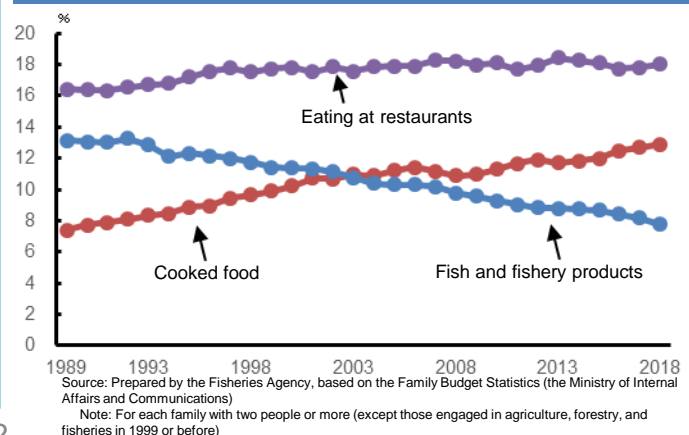 %
20
18
16
14
12
10
8
6
4
2
0
Eating at restaurants
Cooked food
Fish and fishery products
1989 1993 1998 2003 2008 2013 2018
Source: Prepared by the Fisheries Agency, based on the Family Budget Statistics (the Ministry of Internal
Affairs and Communications)
Note: For each family with two people or more (except those engaged in agriculture, forestry, and
fisheries in 1999 or before)